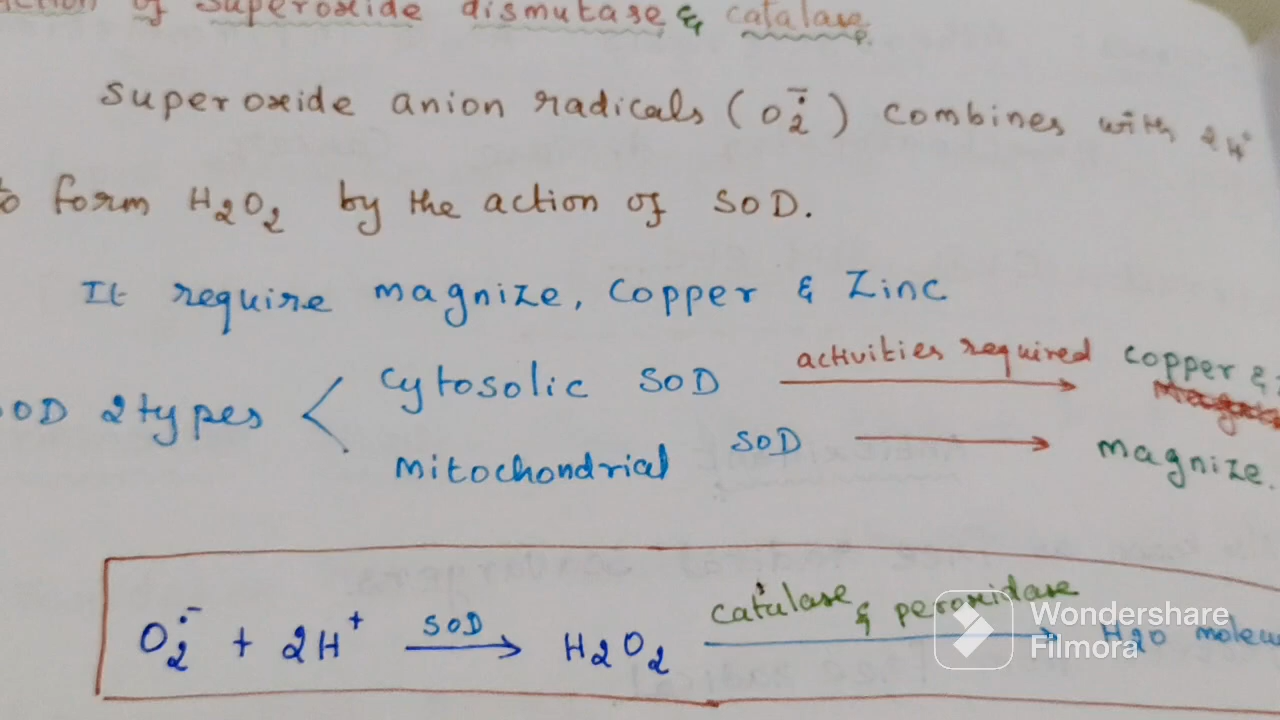 action of superoxide dismutase & catalase
superoxide anion radicals (O₂⁻̇) combines with 2H⁺
to form H₂O₂ by the action of SOD.
It require magnize, copper & Zinc
SOD 2 types
cytosolic SOD → activities required copper &
mitochondrial SOD → magnize.
O₂⁻̇ + 2H⁺ SOD → H₂O₂ catalase & peroxidase → H₂O molecu
Wondershare
Filmora